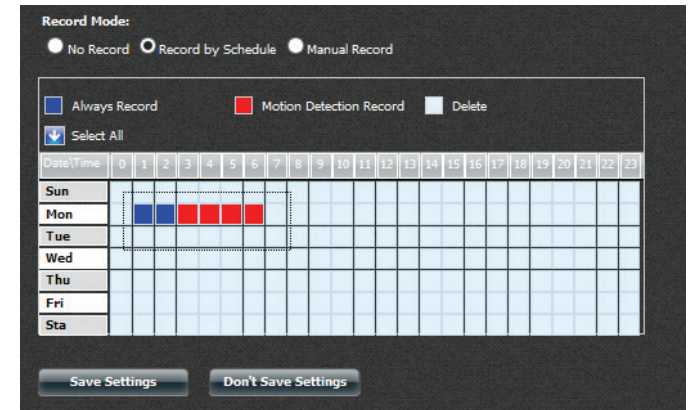 Record Mode:
No Record Record by Schedule Manual Record
Always Record Motion Detection Record Delete
Select All
Date\Time 0 1 2 3 4 5 6 7 8 9 10 11 12 13 14 15 16 17 18 19 20 21 22 23
Sun
Mon
Tue
Wed
Thu
Fri
Sta
Save Settings Don't Save Settings